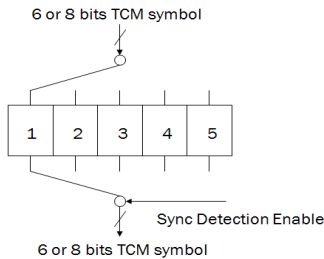 6 or 8 bits TCM symbol
1 2 3 4 5
Sync Detection Enable
6 or 8 bits TCM symbol